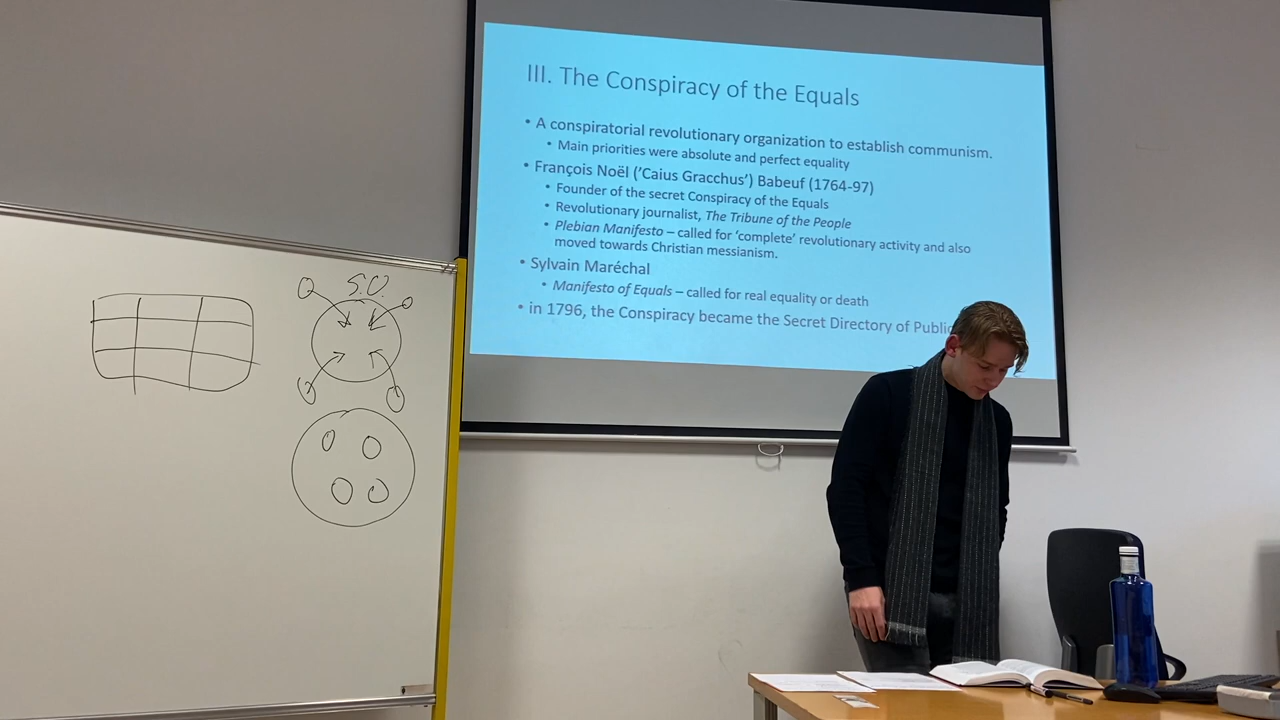 III. The Conspiracy of the Equals
• A conspiratorial revolutionary organization to establish communism.
• Main priorities were absolute and perfect equality
• François Noël ('Caius Gracchus') Babeuf (1764-97)
• Founder of the secret Conspiracy of the Equals
• Revolutionary journalist, The Tribune of the People
• Plebian Manifesto – called for 'complete' revolutionary activity and also
moved towards Christian messianism.
• Sylvain Maréchal
• Manifesto of Equals – called for real equality or death
• in 1796, the Conspiracy became the Secret Directory of Public